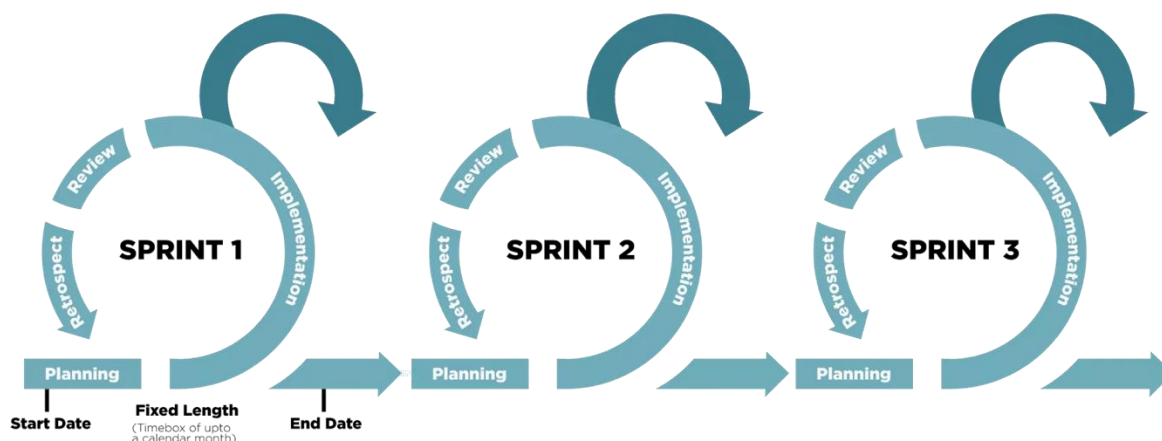 Review
Retrospect
SPRINT 1
Implementation
Planning
Start Date
Fixed Length
(Timebox of upto
a calendar month)
End Date
Review
Retrospect
SPRINT 2
Implementation
Planning
Review
Retrospect
SPRINT 3
Implementation
Planning